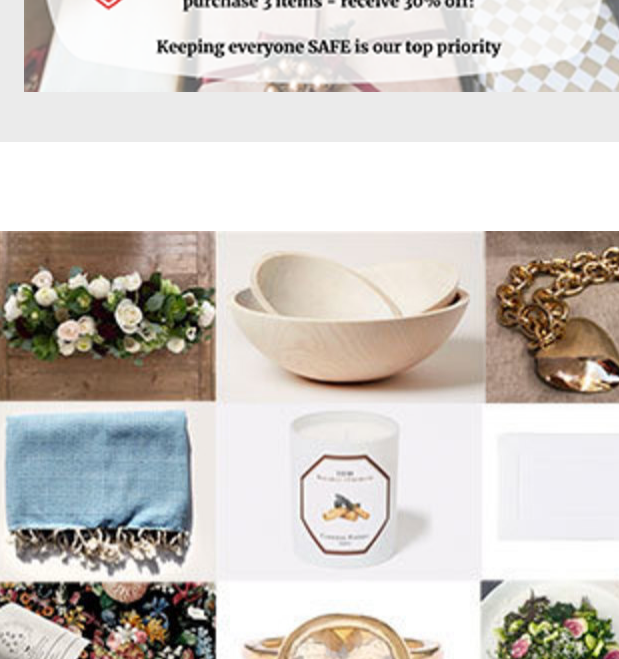 purchase 3 items - receive 30% off!
Keeping everyone SAFE is our top priority